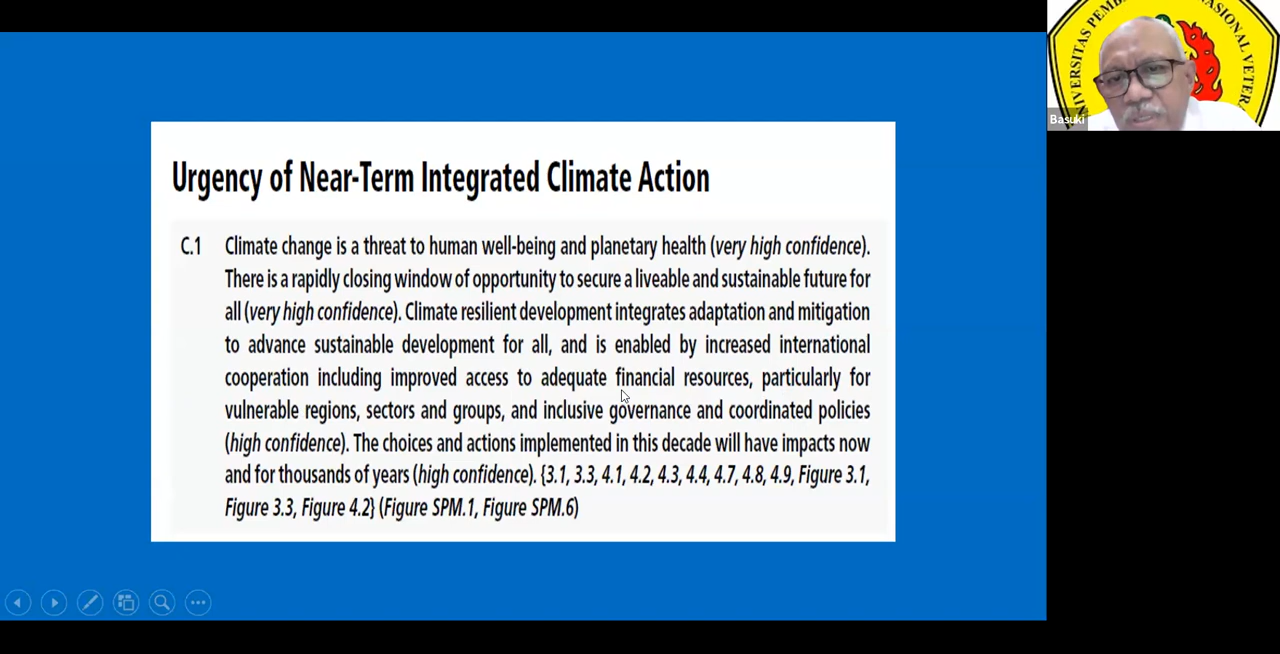 Urgency of Near-Term Integrated Climate Action
C.1 Climate change is a threat to human well-being and planetary health (very high confidence).
There is a rapidly closing window of opportunity to secure a liveable and sustainable future for
all (very high confidence). Climate resilient development integrates adaptation and mitigation
to advance sustainable development for all, and is enabled by increased international
cooperation including improved access to adequate financial resources, particularly for
vulnerable regions, sectors and groups, and inclusive governance and coordinated policies
(high confidence). The choices and actions implemented in this decade will have impacts now
and for thousands of years (high confidence). {3.1, 3.3, 4.1, 4.2, 4.3, 4.4, 4.7, 4.8, 4.9, Figure 3.1,
Figure 3.3, Figure 4.2} (Figure SPM.1, Figure SPM.6)
UNIVERSITAS
Basuki